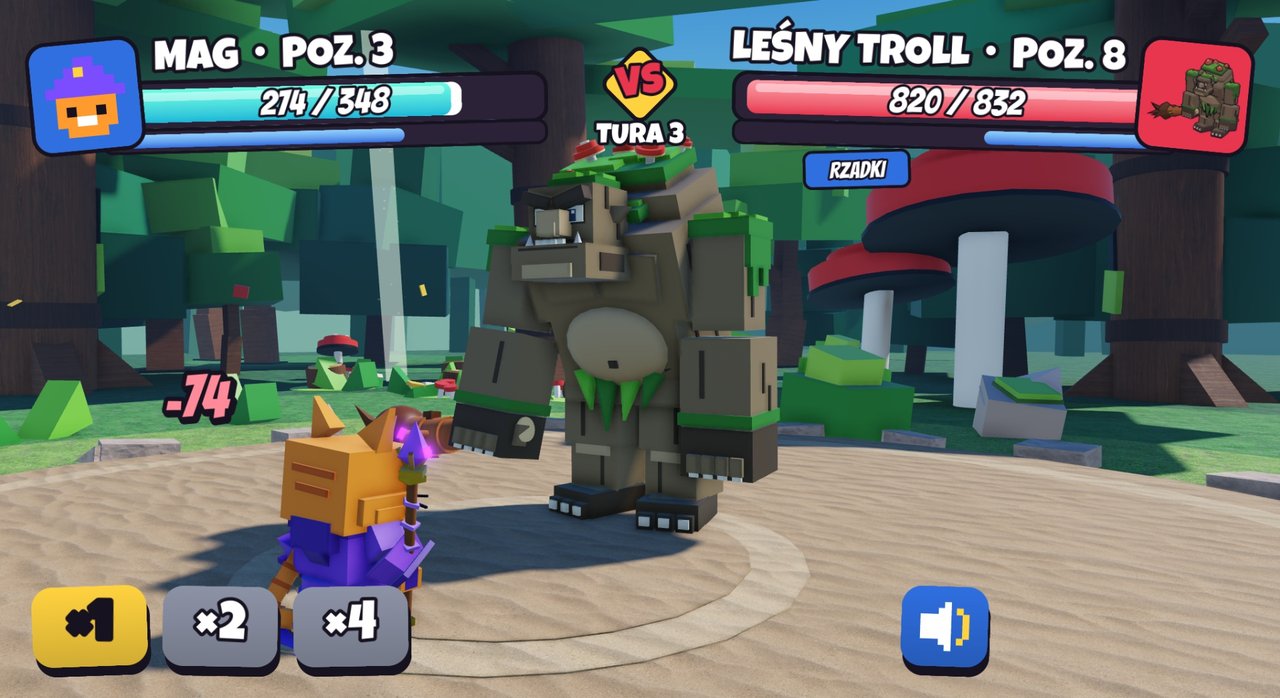 MAG • POZ. 3
274 / 348
VS
TURA 3
LEŚNY TROLL • POZ. 8
820 / 832
RZADKI
-74
×1
×2
×4